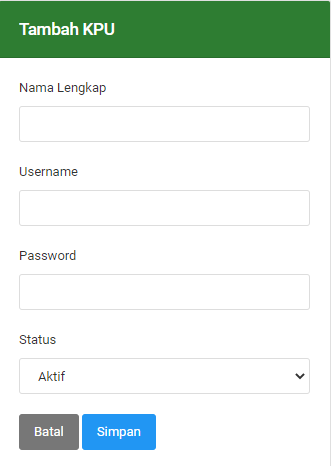 Tambah KPU
Nama Lengkap
Username
Password
Status
Aktif
Batal Simpan